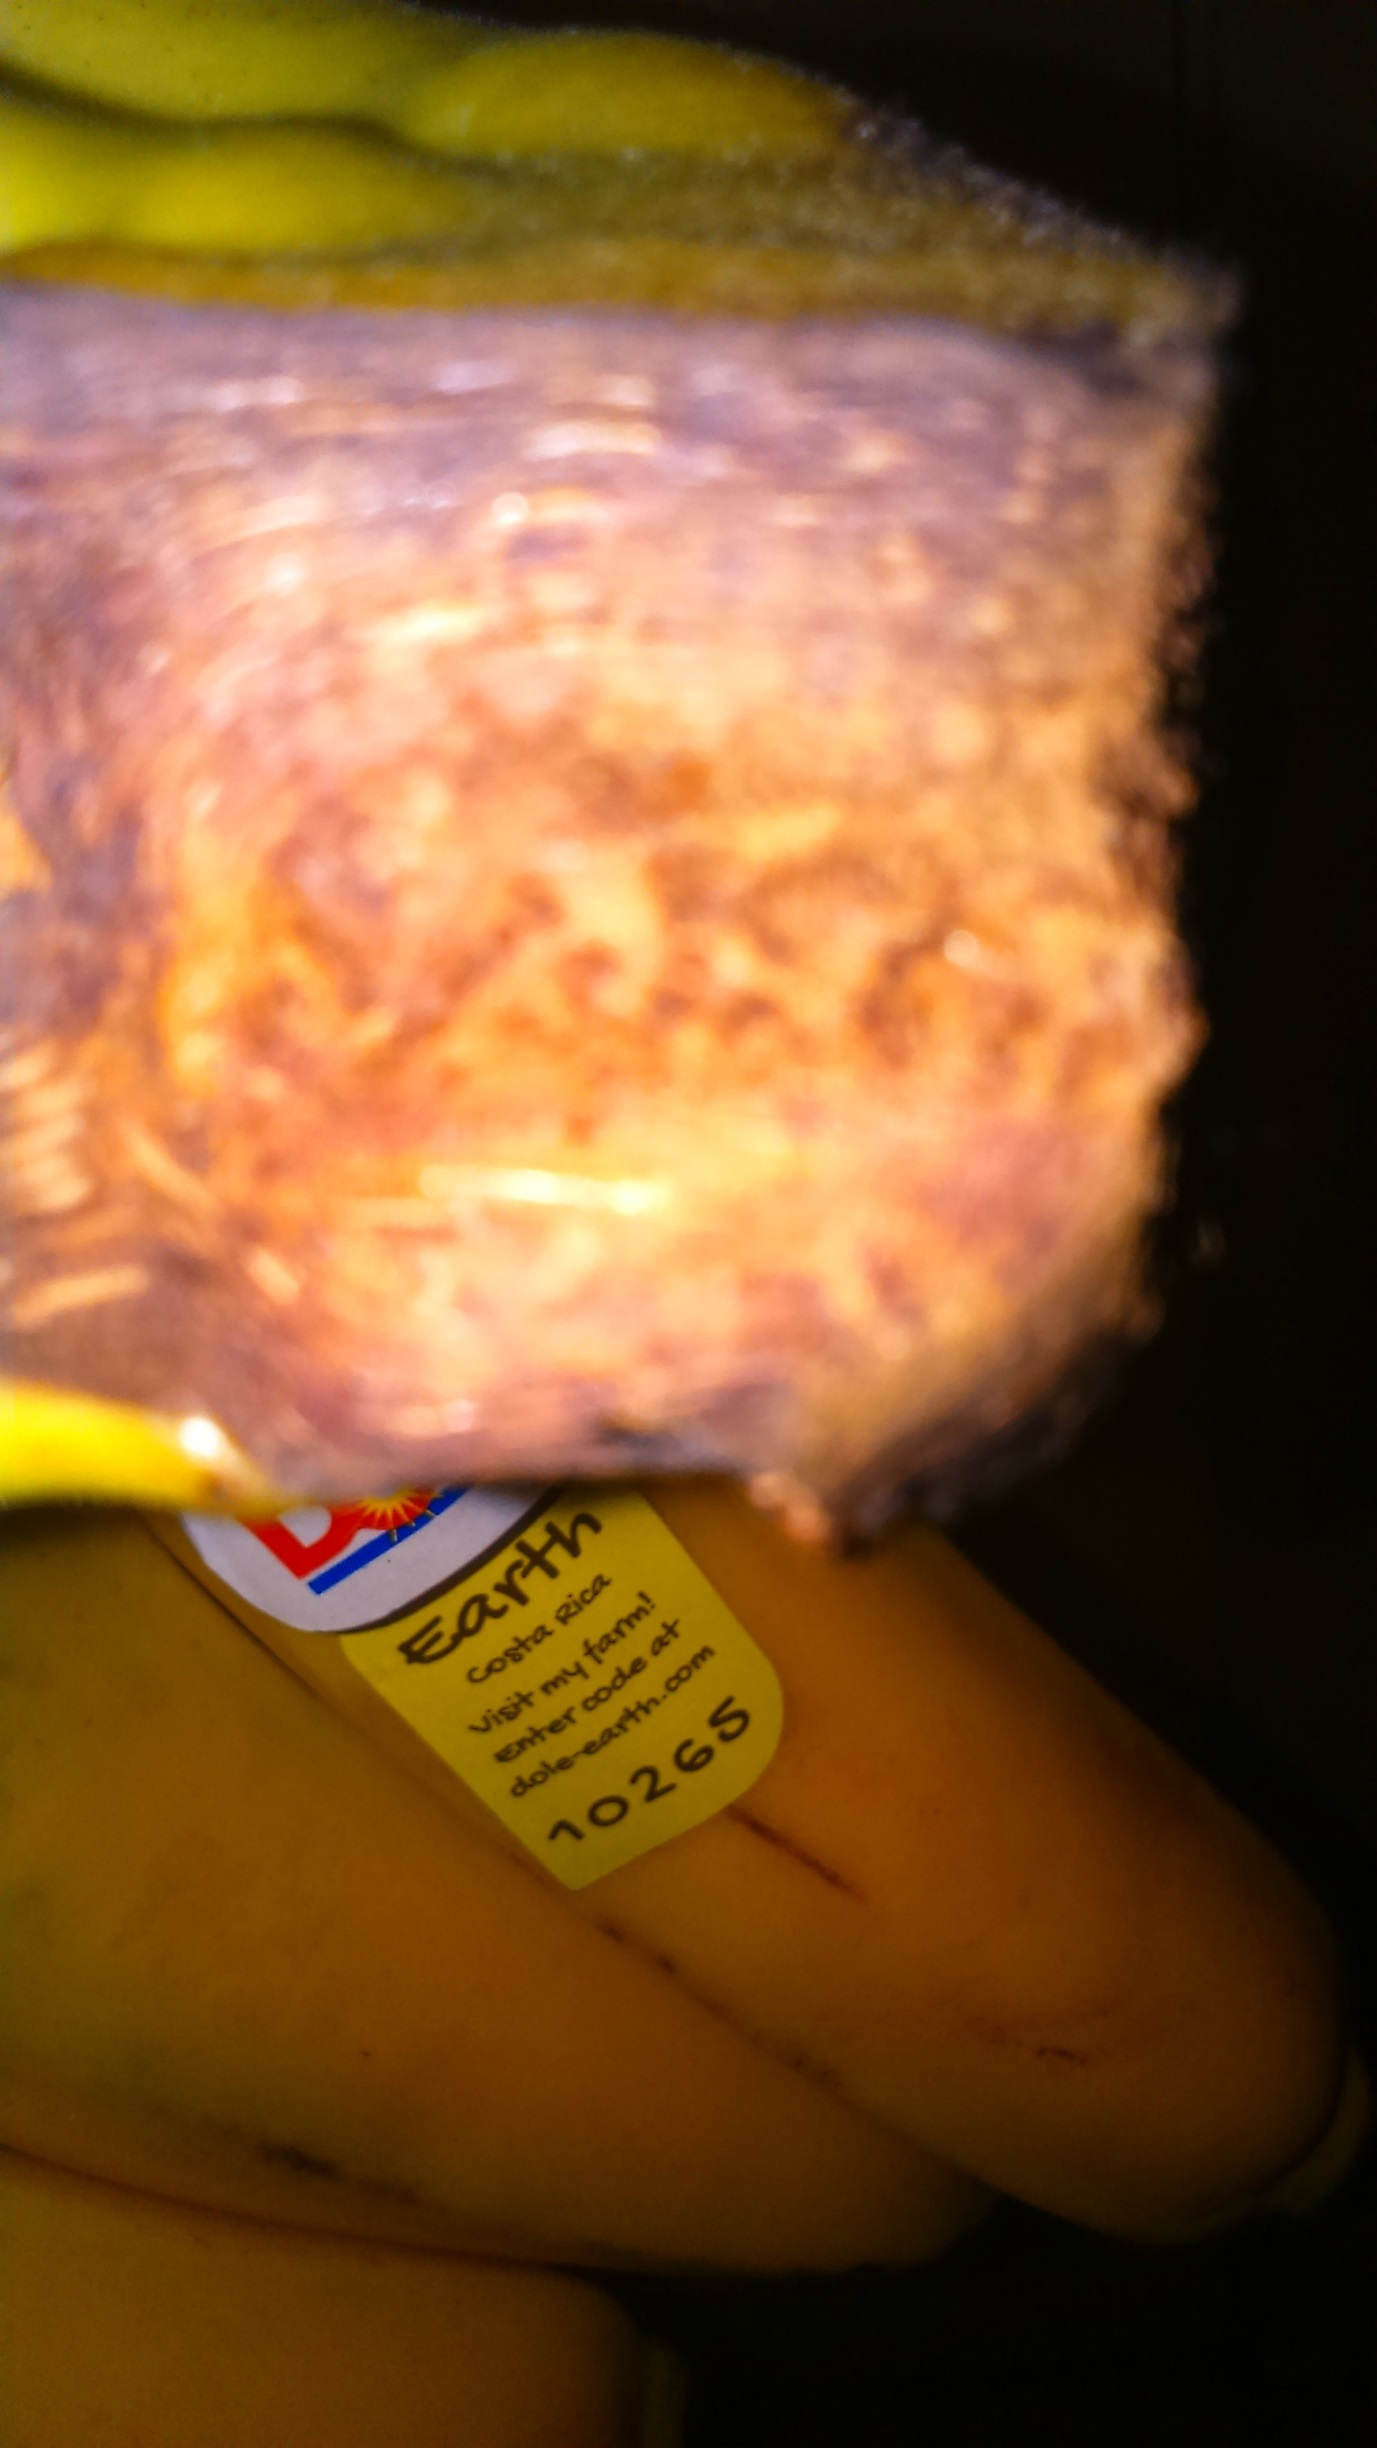 Earth
Costa Rica
Visit my farm!
Enter code at
dole-earth.com
10265